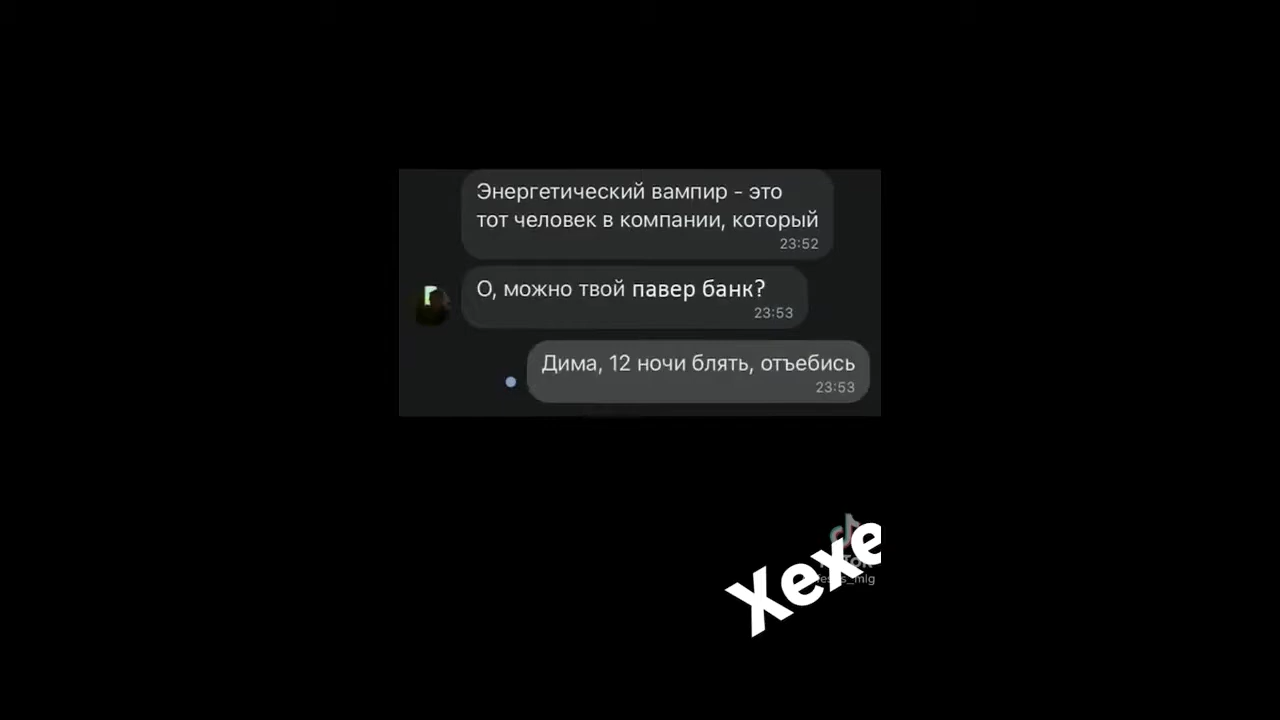 Энергетический вампир - это
тот человек в компании, который
23:52
О, можно твой павер банк?
23:53
Дима, 12 ночи блять, отъебись
23:53
Хехе